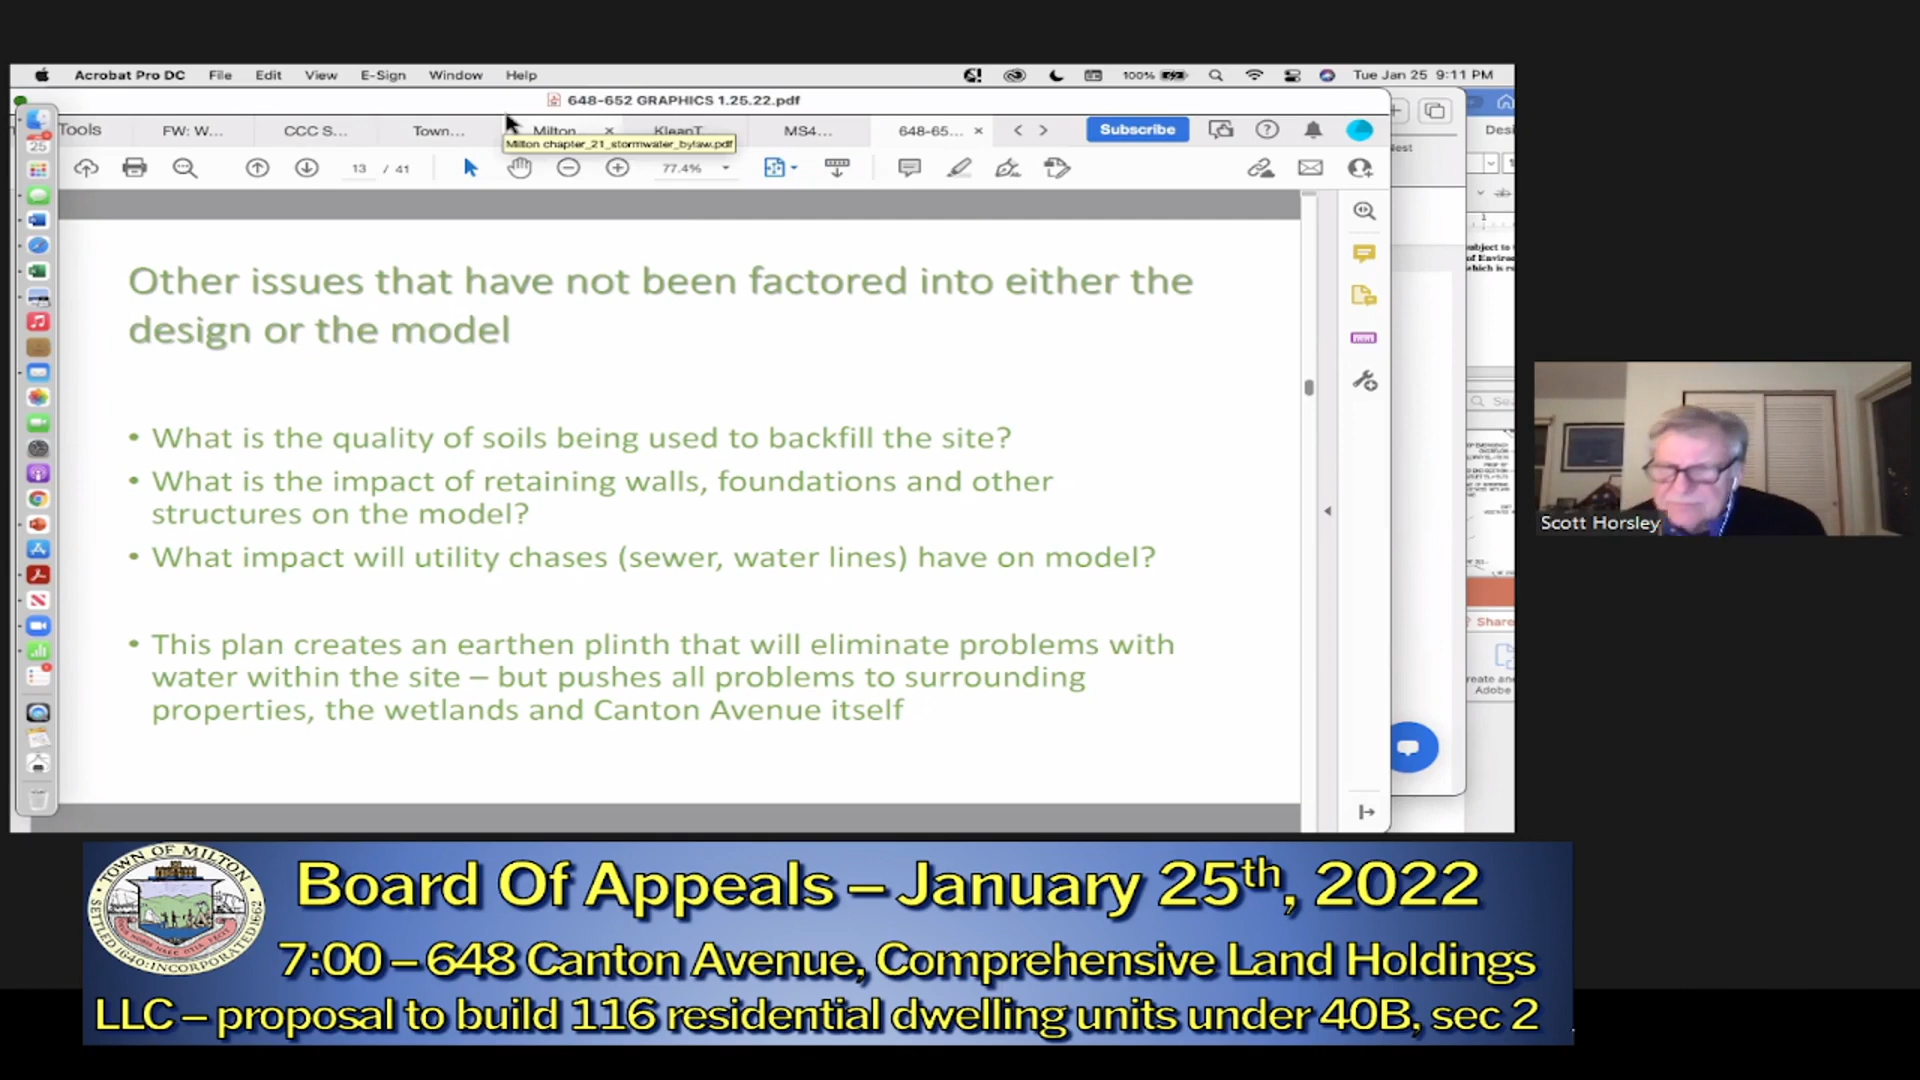 Acrobat Pro DC File Edit View E-Sign Window Help 100% Tue Jan 25 9:11 PM
648-652 GRAPHICS 1.25.22.pdf
Tools FW: W... CCC S... Town... Milton KleanT MS4... 648-65... Subscribe
Milton chapter_21_stormwater_bylaw.pdf
13 / 41 77.4%
25
Other issues that have not been factored into either the
design or the model
• What is the quality of soils being used to backfill the site?
• What is the impact of retaining walls, foundations and other
structures on the model?
• What impact will utility chases (sewer, water lines) have on model?
• This plan creates an earthen plinth that will eliminate problems with
water within the site – but pushes all problems to surrounding
properties, the wetlands and Canton Avenue itself
Share
Adobe
Scott Horsley
TOWN OF MILTON
SETTLED 1640: INCORPORATED 1662
Board Of Appeals – January 25th, 2022
7:00 – 648 Canton Avenue, Comprehensive Land Holdings
LLC – proposal to build 116 residential dwelling units under 40B, sec 2